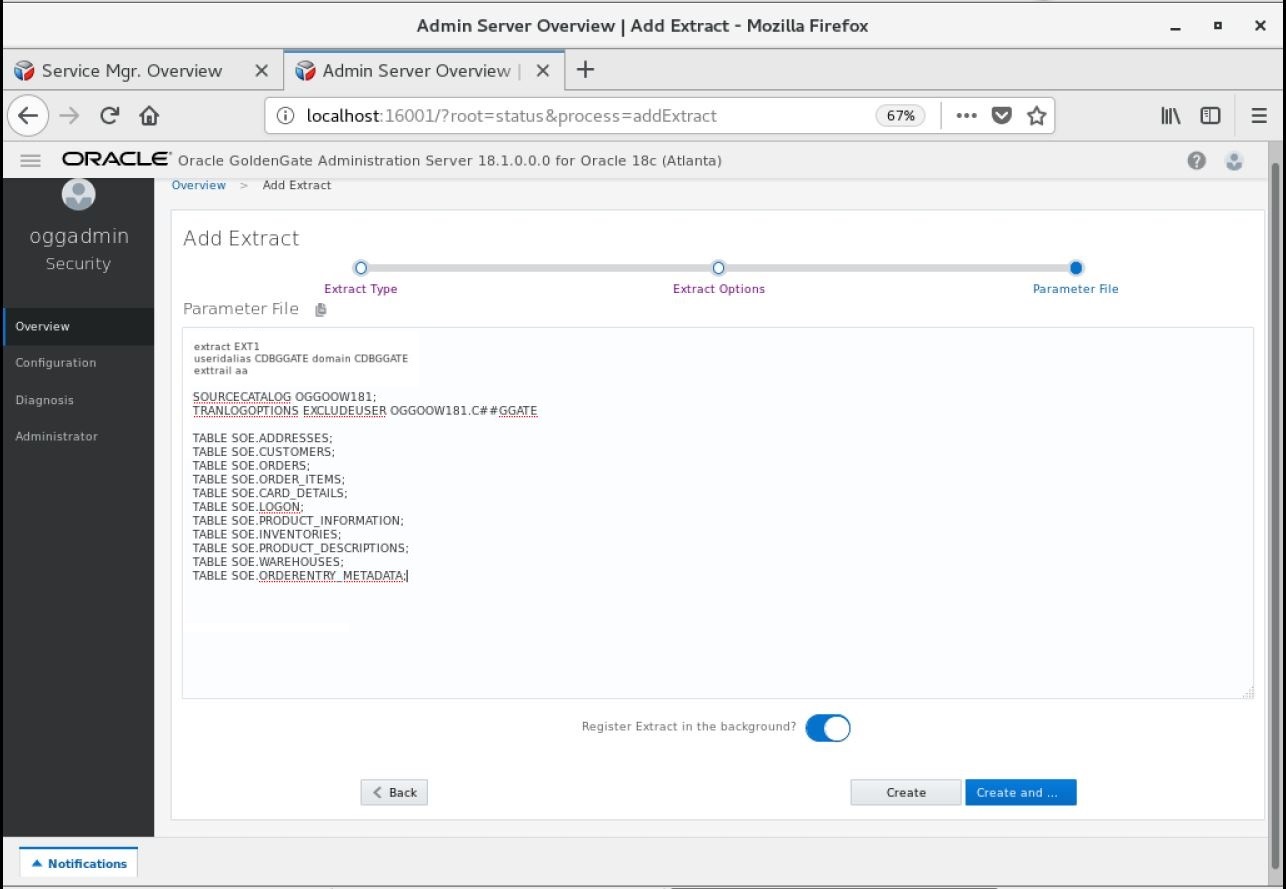 Admin Server Overview | Add Extract - Mozilla Firefox
Service Mgr. Overview
Admin Server Overview |
localhost:16001/?root=status&process=addExtract
67%
ORACLE Oracle GoldenGate Administration Server 18.1.0.0.0 for Oracle 18c (Atlanta)
Overview > Add Extract
oggadmin
Security
Overview
Configuration
Diagnosis
Administrator
Add Extract
Extract Type
Extract Options
Parameter File
Parameter File
extract EXT1
useridalias CDBGGATE domain CDBGGATE
exttrail aa
SOURCECATALOG OGGOOW181;
TRANLOGOPTIONS EXCLUDEUSER OGGOOW181.C##GGATE
TABLE SOE.ADDRESSES;
TABLE SOE.CUSTOMERS;
TABLE SOE.ORDERS;
TABLE SOE.ORDER_ITEMS;
TABLE SOE.CARD_DETAILS;
TABLE SOE.LOGON;
TABLE SOE.PRODUCT_INFORMATION;
TABLE SOE.INVENTORIES;
TABLE SOE.PRODUCT_DESCRIPTIONS;
TABLE SOE.WAREHOUSES;
TABLE SOE.ORDERENTRY_METADATA;
Register Extract in the background?
Back
Create
Create and ...
Notifications